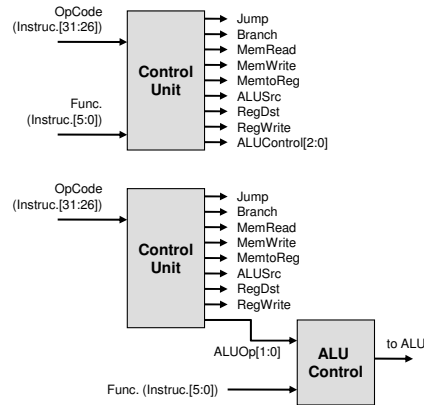 OpCode
(Instruc.[31:26])
Func.
(Instruc.[5:0])
Control
Unit
Jump
Branch
MemRead
MemWrite
MemtoReg
ALUSrc
RegDst
RegWrite
ALUControl[2:0]
OpCode
(Instruc.[31:26])
Control
Unit
Jump
Branch
MemRead
MemWrite
MemtoReg
ALUSrc
RegDst
RegWrite
ALUOp[1:0]
Func. (Instruc.[5:0])
ALU
Control
to ALU